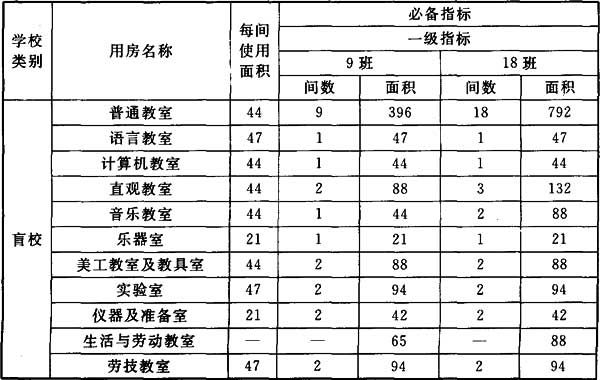 学校类别 用房名称 每间使用面积 必备指标
一级指标
9班 18班
间数 面积 间数 面积
盲校
普通教室 44 9 396 18 792
语言教室 47 1 47 1 47
计算机教室 44 1 44 1 44
直观教室 44 2 88 3 132
音乐教室 44 1 44 2 88
乐器室 21 1 21 1 21
美工教室及教具室 44 2 88 2 88
实验室 47 2 94 2 94
仪器及准备室 21 2 42 2 42
生活与劳动教室 — — 65 — 88
劳技教室 47 2 94 2 94